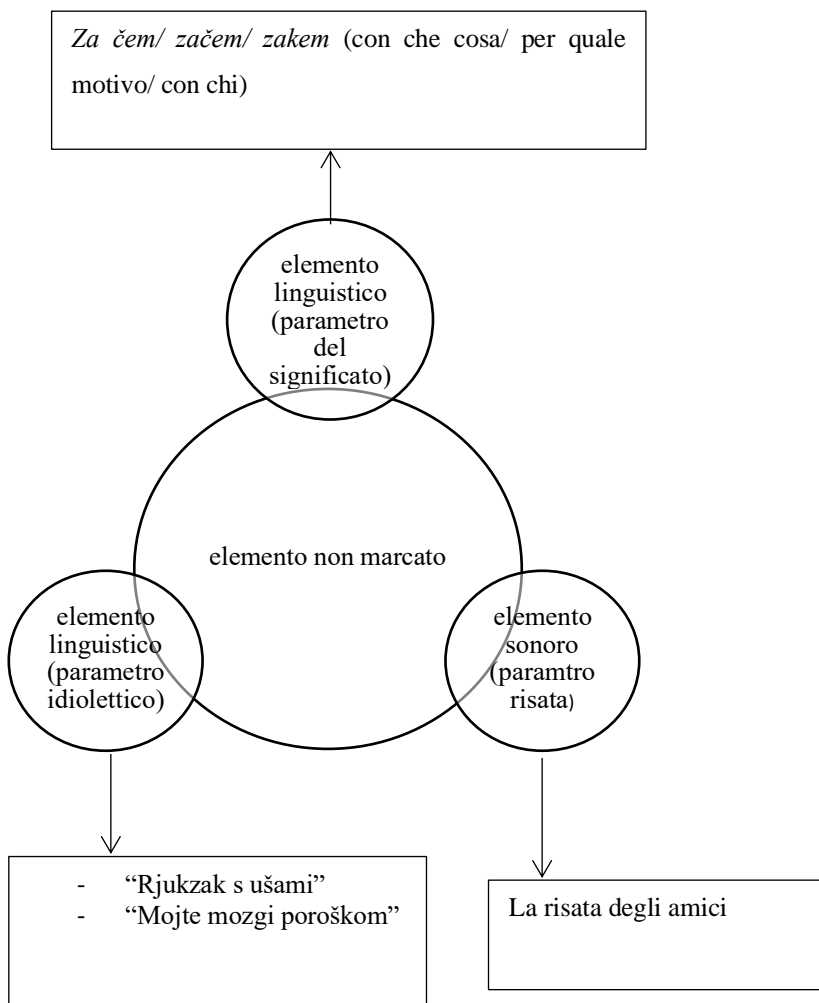 Za čem/ začem/ zakem (con che cosa/ per quale
motivo/ con chi)
elemento
linguistico
(parametro
del
significato)
elemento non marcato
elemento
linguistico
(parametro
idiolettico)
elemento
sonoro
(paramtro
risata)
- “Rjukzak s ušami”
- “Mojte mozgi poroškom”
La risata degli amici